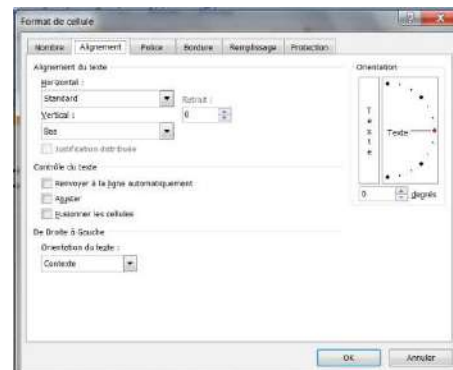 Format de cellule
Nombre Alignement Police Bordure Remplissage Protection
Alignement du texte
Horizontal :
Standard
Retrait :
Vertical :
0
Bas
Justification distribuée
Contrôle du texte
Renvoyer à la ligne automatiquement
Ajuster
Fusionner les cellules
De Droite à Gauche
Orientation du texte :
Contexte
Orientation
Texte
Texte
0 degrés
OK Annuler